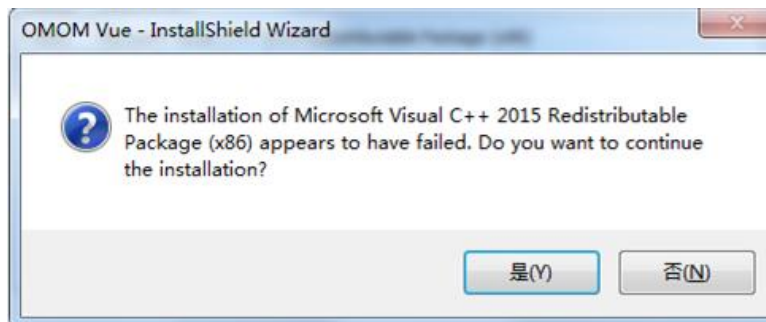 OMOM Vue - InstallShield Wizard
The installation of Microsoft Visual C++ 2015 Redistributable
Package (x86) appears to have failed. Do you want to continue
the installation?
是(Y)
否(N)